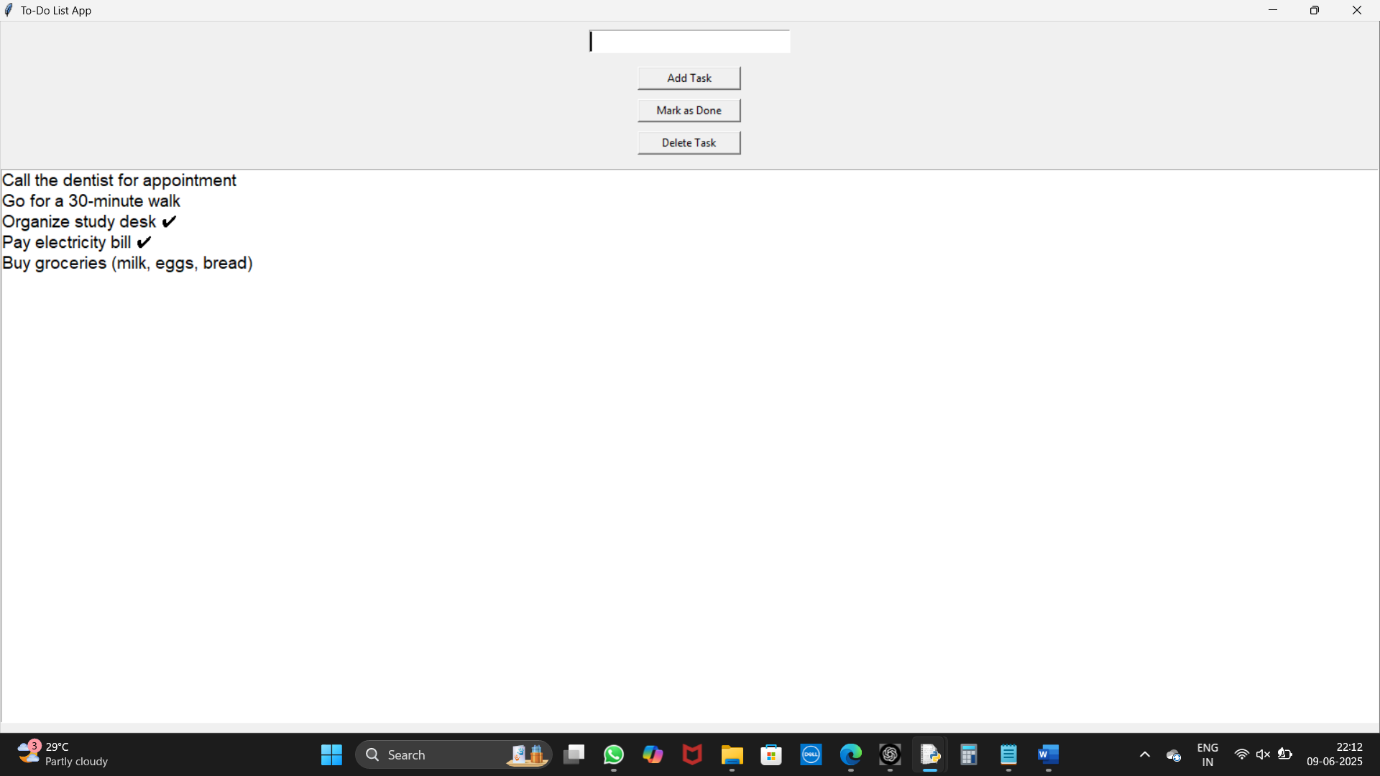 To-Do List App
Add Task
Mark as Done
Delete Task
Call the dentist for appointment
Go for a 30-minute walk
Organize study desk ✔
Pay electricity bill ✔
Buy groceries (milk, eggs, bread)
3
29°C
Partly cloudy
Search
DELL
W
ENG
IN
22:12
09-06-2025